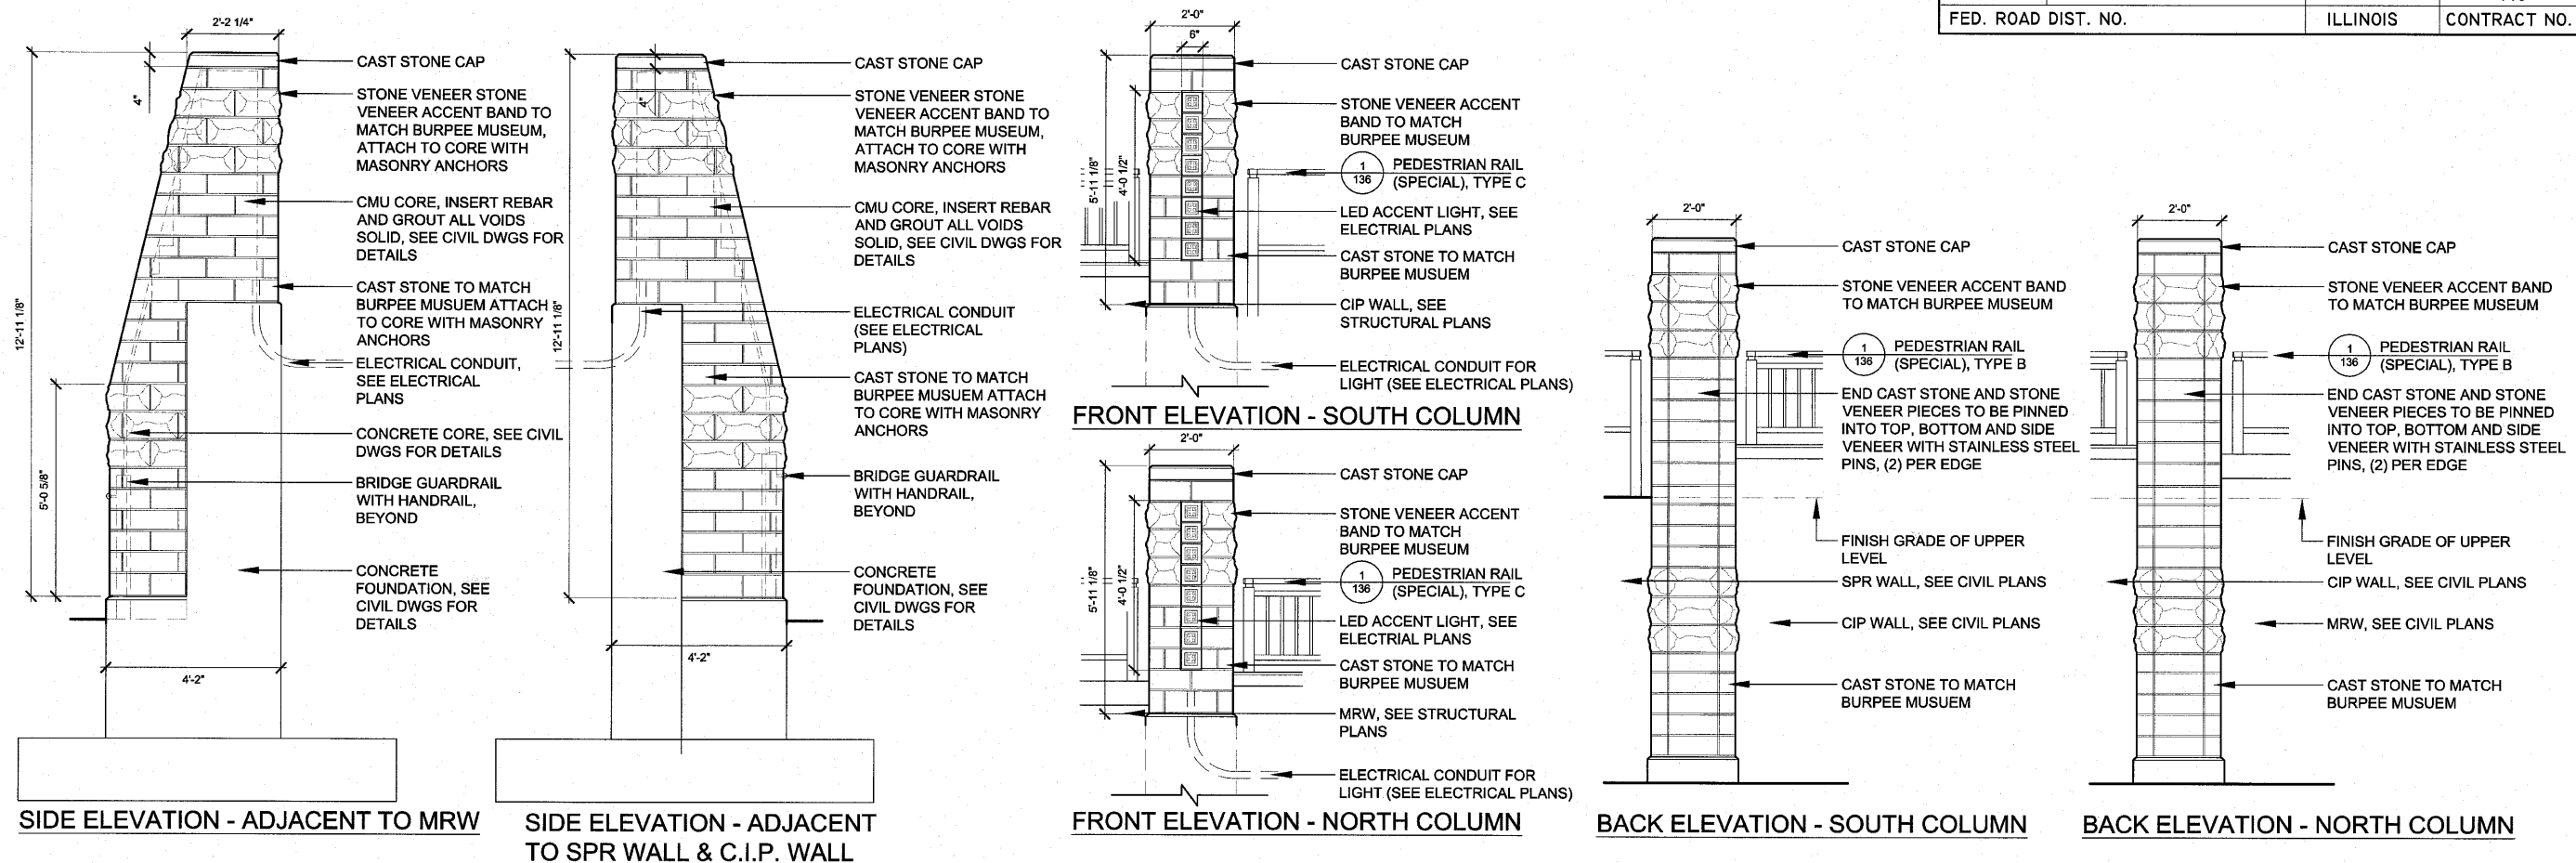 FED. ROAD DIST. NO.
ILLINOIS
CONTRACT NO.
2'-2 1/4"
4"
12'-11 1/8"
5'-0 5/8"
4'-2"
CAST STONE CAP
STONE VENEER STONE
VENEER ACCENT BAND TO
MATCH BURPEE MUSEUM,
ATTACH TO CORE WITH
MASONRY ANCHORS
CMU CORE, INSERT REBAR
AND GROUT ALL VOIDS
SOLID, SEE CIVIL DWGS FOR
DETAILS
CAST STONE TO MATCH
BURPEE MUSUEM ATTACH
TO CORE WITH MASONRY
ANCHORS
ELECTRICAL CONDUIT,
SEE ELECTRICAL
PLANS
CONCRETE CORE, SEE CIVIL
DWGS FOR DETAILS
BRIDGE GUARDRAIL
WITH HANDRAIL,
BEYOND
CONCRETE
FOUNDATION, SEE
CIVIL DWGS FOR
DETAILS
SIDE ELEVATION - ADJACENT TO MRW
4"
12'-11 1/8"
4'-2"
CAST STONE CAP
STONE VENEER STONE
VENEER ACCENT BAND TO
MATCH BURPEE MUSEUM,
ATTACH TO CORE WITH
MASONRY ANCHORS
CMU CORE, INSERT REBAR
AND GROUT ALL VOIDS
SOLID, SEE CIVIL DWGS FOR
DETAILS
ELECTRICAL CONDUIT
(SEE ELECTRICAL
PLANS)
CAST STONE TO MATCH
BURPEE MUSUEM ATTACH
TO CORE WITH MASONRY
ANCHORS
BRIDGE GUARDRAIL
WITH HANDRAIL,
BEYOND
CONCRETE
FOUNDATION, SEE
CIVIL DWGS FOR
DETAILS
SIDE ELEVATION - ADJACENT
TO SPR WALL & C.I.P. WALL
2'-0"
6"
5'-11 1/8"
4'-0 1/2"
CAST STONE CAP
STONE VENEER ACCENT
BAND TO MATCH
BURPEE MUSEUM
1
136
PEDESTRIAN RAIL
(SPECIAL), TYPE C
LED ACCENT LIGHT, SEE
ELECTRIAL PLANS
CAST STONE TO MATCH
BURPEE MUSUEM
CIP WALL, SEE
STRUCTURAL PLANS
ELECTRICAL CONDUIT FOR
LIGHT (SEE ELECTRICAL PLANS)
FRONT ELEVATION - SOUTH COLUMN
2'-0"
5'-11 1/8"
4'-0 1/2"
CAST STONE CAP
STONE VENEER ACCENT
BAND TO MATCH
BURPEE MUSEUM
1
136
PEDESTRIAN RAIL
(SPECIAL), TYPE C
LED ACCENT LIGHT, SEE
ELECTRIAL PLANS
CAST STONE TO MATCH
BURPEE MUSUEM
MRW, SEE STRUCTURAL
PLANS
ELECTRICAL CONDUIT FOR
LIGHT (SEE ELECTRICAL PLANS)
FRONT ELEVATION - NORTH COLUMN
2'-0"
CAST STONE CAP
STONE VENEER ACCENT BAND
TO MATCH BURPEE MUSEUM
1
136
PEDESTRIAN RAIL
(SPECIAL), TYPE B
END CAST STONE AND STONE
VENEER PIECES TO BE PINNED
INTO TOP, BOTTOM AND SIDE
VENEER WITH STAINLESS STEEL
PINS, (2) PER EDGE
FINISH GRADE OF UPPER
LEVEL
SPR WALL, SEE CIVIL PLANS
CIP WALL, SEE CIVIL PLANS
CAST STONE TO MATCH
BURPEE MUSUEM
BACK ELEVATION - SOUTH COLUMN
2'-0"
CAST STONE CAP
STONE VENEER ACCENT BAND
TO MATCH BURPEE MUSEUM
1
136
PEDESTRIAN RAIL
(SPECIAL), TYPE B
END CAST STONE AND STONE
VENEER PIECES TO BE PINNED
INTO TOP, BOTTOM AND SIDE
VENEER WITH STAINLESS STEEL
PINS, (2) PER EDGE
FINISH GRADE OF UPPER
LEVEL
CIP WALL, SEE CIVIL PLANS
MRW, SEE CIVIL PLANS
CAST STONE TO MATCH
BURPEE MUSUEM
BACK ELEVATION - NORTH COLUMN